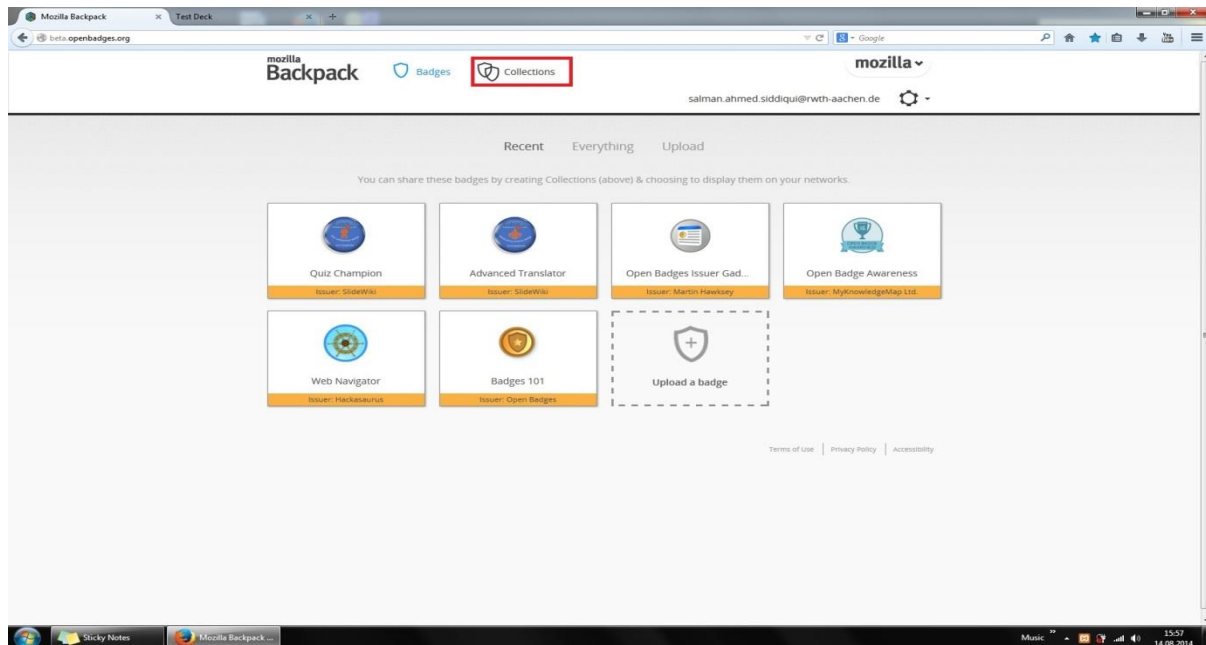 Mozilla Backpack
Test Deck
beta.openbadges.org
Google
mozilla
Backpack
Badges
Collections
mozilla
salman.ahmed.siddiqui@rwth-aachen.de
Recent Everything Upload
You can share these badges by creating Collections (above) & choosing to display them on your networks.
Quiz Champion
Issuer: SlideWiki
Advanced Translator
Issuer: SlideWiki
Open Badges Issuer Gad...
Issuer: Martin Hawksey
Open Badge Awareness
Issuer: MyKnowledgeMap Ltd.
Web Navigator
Issuer: Hackasaurus
Badges 101
Issuer: Open Badges
Upload a badge
Terms of Use | Privacy Policy | Accessibility
Sticky Notes
Mozilla Backpack ...
Music
15:57
14.08.2014